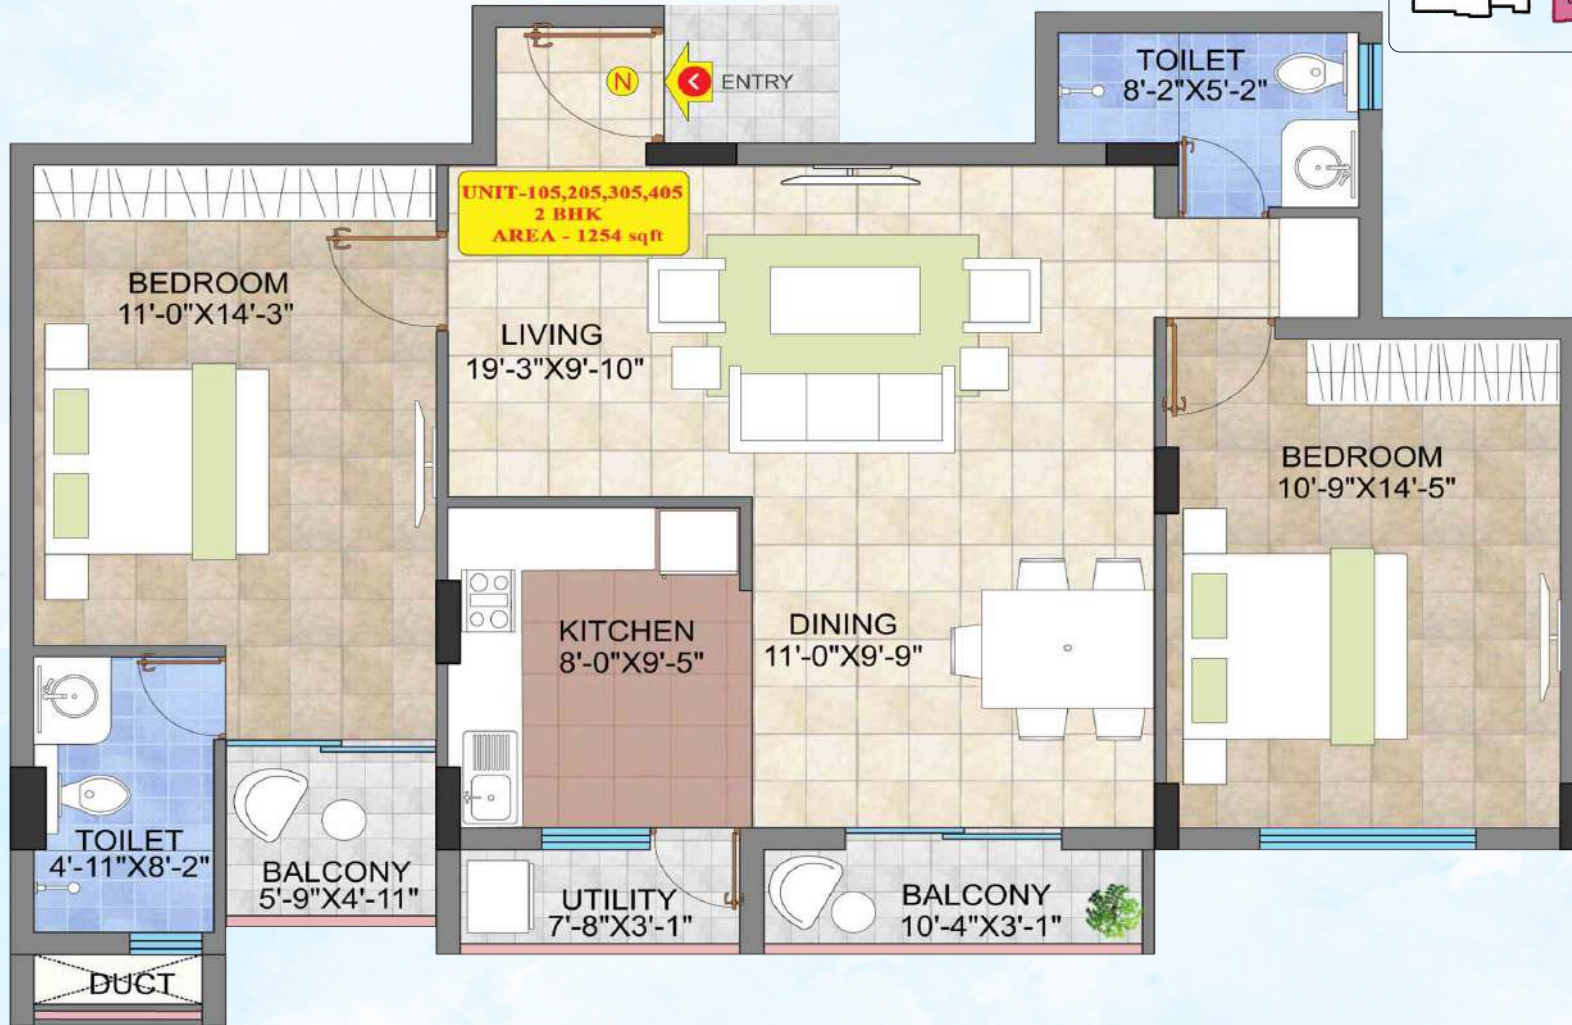 TOILET
8'-2"X5'-2"
N
ENTRY
UNIT-105,205,305,405
2 BHK
AREA - 1254 sqft
BEDROOM
11'-0"X14'-3"
LIVING
19'-3"X9'-10"
BEDROOM
10'-9"X14'-5"
KITCHEN
8'-0"X9'-5"
DINING
11'-0"X9'-9"
TOILET
4'-11"X8'-2"
BALCONY
5'-9"X4'-11"
UTILITY
7'-8"X3'-1"
BALCONY
10'-4"X3'-1"
DUCT